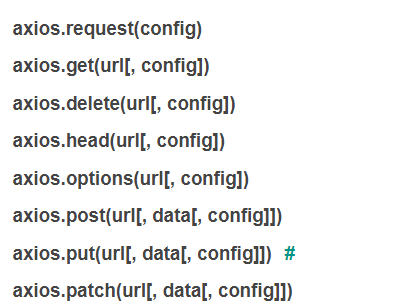 axios.request(config)
axios.get(url[, config])
axios.delete(url[, config])
axios.head(url[, config])
axios.options(url[, config])
axios.post(url[, data[, config]])
axios.put(url[, data[, config]]) #
axios.patch(url[, data[, config]])